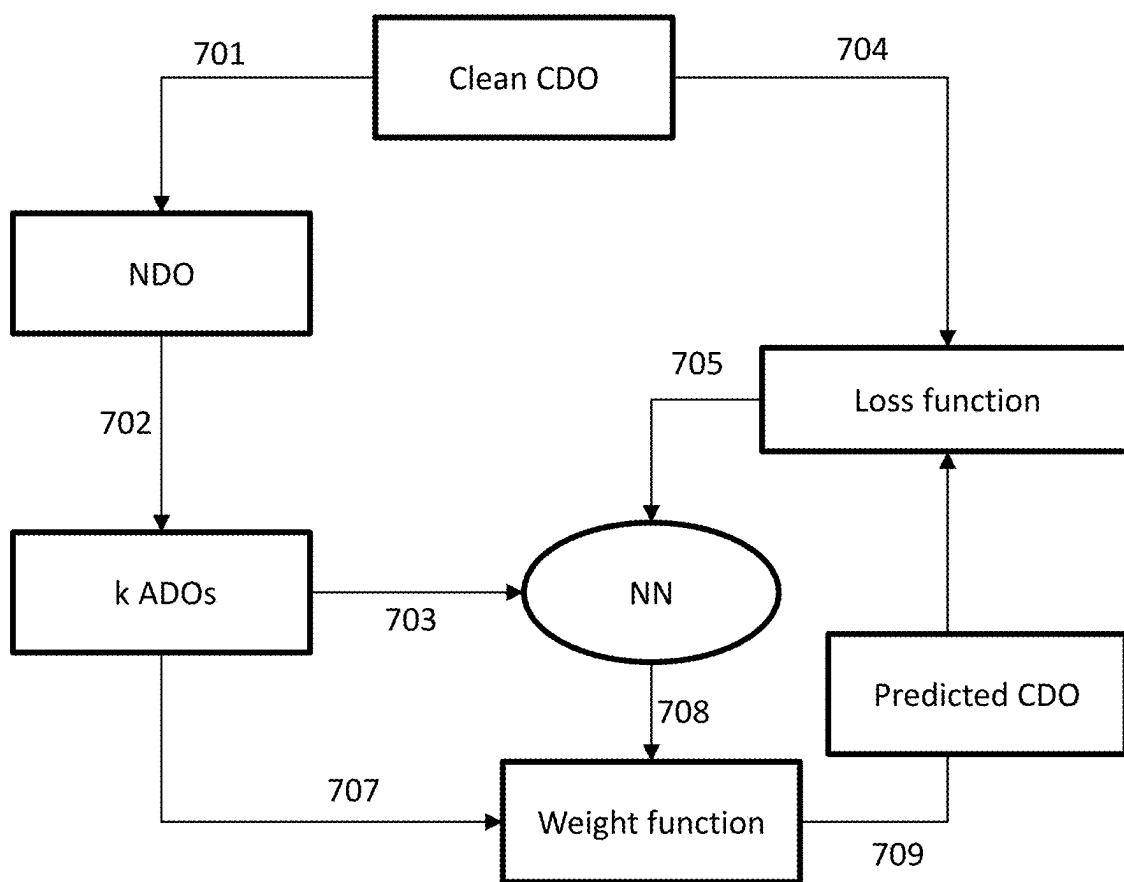 701
Clean CDO
704
NDO
705
Loss function
702
k ADOs
703
NN
708
Predicted CDO
707
Weight function
709